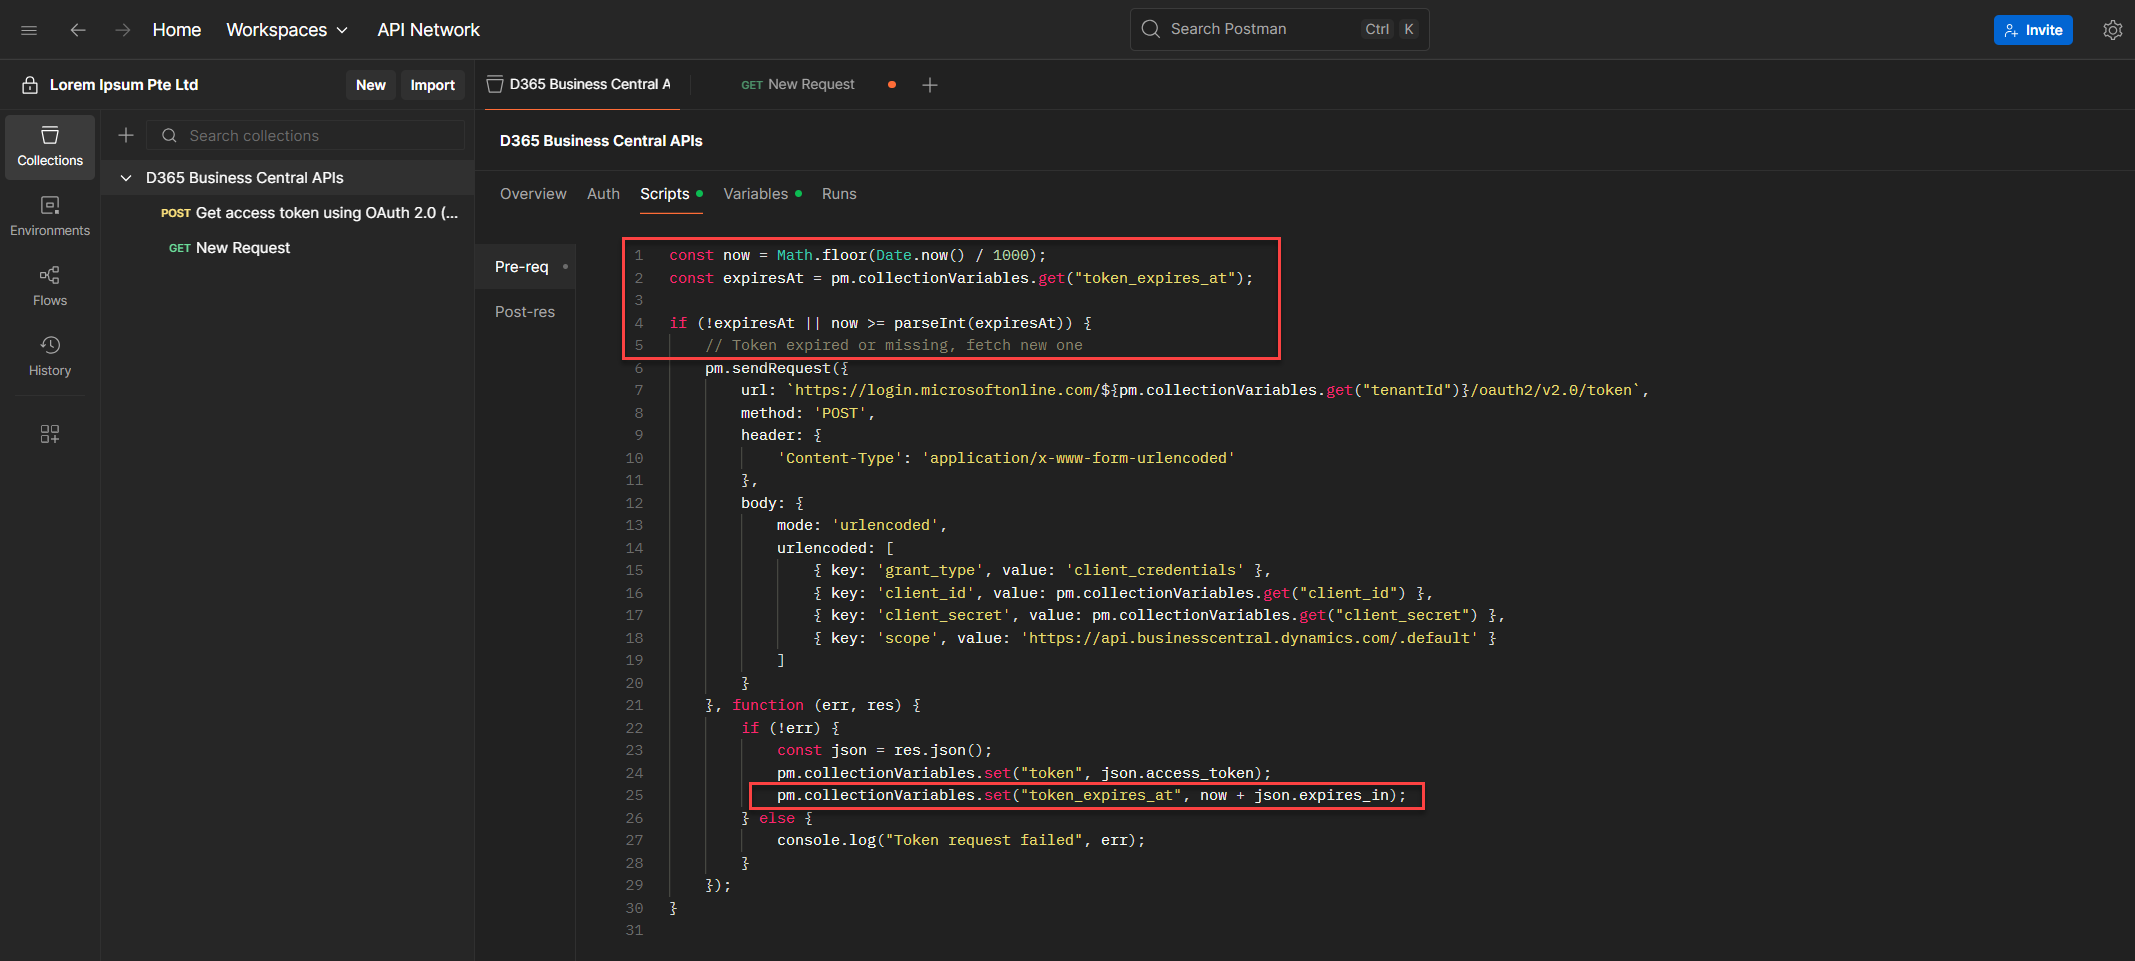 Home
Workspaces
API Network
Search Postman
Ctrl K
Invite
Lorem Ipsum Pte Ltd
New
Import
D365 Business Central A
GET New Request
Collections
Environments
Flows
History
Search collections
D365 Business Central APIs
POST Get access token using OAuth 2.0 (...
GET New Request
D365 Business Central APIs
Overview
Auth
Scripts
Variables
Runs
Pre-req
Post-res
1 const now = Math.floor(Date.now() / 1000);
2 const expiresAt = pm.collectionVariables.get("token_expires_at");
3
4 if (!expiresAt || now >= parseInt(expiresAt)) {
5     // Token expired or missing, fetch new one
6     pm.sendRequest({
7         url: `https://login.microsoftonline.com/${pm.collectionVariables.get("tenantId")}/oauth2/v2.0/token`,
8         method: 'POST',
9         header: {
10             'Content-Type': 'application/x-www-form-urlencoded'
11         },
12         body: {
13             mode: 'urlencoded',
14             urlencoded: [
15                 { key: 'grant_type', value: 'client_credentials' },
16                 { key: 'client_id', value: pm.collectionVariables.get("client_id") },
17                 { key: 'client_secret', value: pm.collectionVariables.get("client_secret") },
18                 { key: 'scope', value: 'https://api.businesscentral.dynamics.com/.default' }
19             ]
20         }
21     }, function (err, res) {
22         if (!err) {
23             const json = res.json();
24             pm.collectionVariables.set("token", json.access_token);
25             pm.collectionVariables.set("token_expires_at", now + json.expires_in);
26         } else {
27             console.log("Token request failed", err);
28         }
29     });
30 }
31